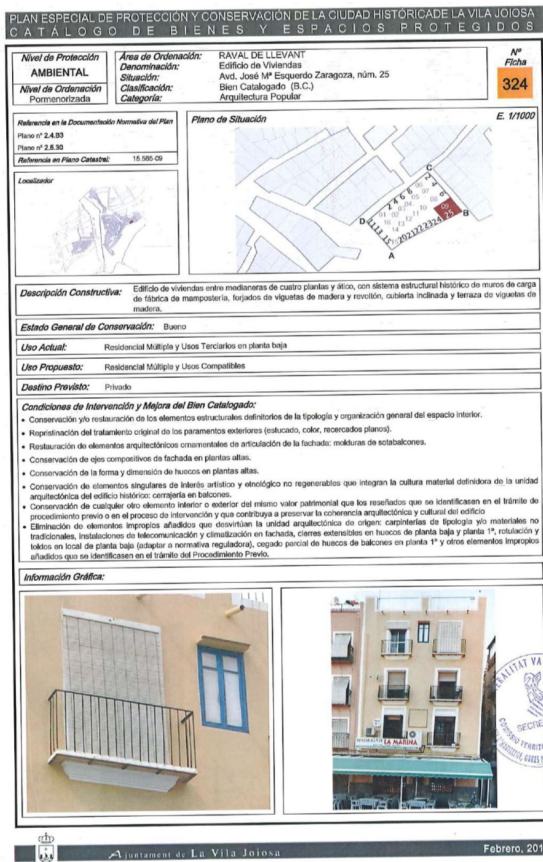 PLAN ESPECIAL DE PROTECCIÓN Y CONSERVACIÓN DE LA CIUDAD HISTÓRICADE LA VILA JOIOSA
CATÁLOGO DE BIENES Y ESPACIOS PROTEGIDOS
Nivel de Protección
AMBIENTAL
Nivel de Ordenación
Pormenorizada
Área de Ordenación: RAVAL DE LLEVANT
Denominación: Edificio de Viviendas
Situación: Avd. José Mª Esquerdo Zaragoza, núm. 25
Clasificación: Bien Catalogado (B.C.)
Categoría: Arquitectura Popular
Nº
Ficha
324
Referencia en la Documentación Normativa del Plan
Plano nº 2.4.B3
Plano nº 2.6.30
Referencia en Plano Catastral: 15.585-09
Localizador
Plano de Situación
E. 1/1000
C
D
B
A
Descripción Constructiva: Edificio de viviendas entre medianeras de cuatro plantas y ático, con sistema estructural histórico de muros de carga
de fábrica de mampostería, forjados de viguetas de madera y revoltón, cubierta inclinada y terraza de viguetas de
madera.
Estado General de Conservación: Bueno
Uso Actual: Residencial Múltiple y Usos Terciarios en planta baja
Uso Propuesto: Residencial Múltiple y Usos Compatibles
Destino Previsto: Privado
Condiciones de Intervención y Mejora del Bien Catalogado:
• Conservación y/o restauración de los elementos estructurales definitorios de la tipología y organización general del espacio interior.
• Repristinación del tratamiento original de los paramentos exteriores (estucado, color, recercados planos).
• Restauración de elementos arquitectónicos ornamentales de articulación de la fachada: molduras de sotabalcones.
• Conservación de ejes compositivos de fachada en plantas altas.
• Conservación de la forma y dimensión de huecos en plantas altas.
• Conservación de elementos singulares de interés artístico y etnológico no regenerables que integran la cultura material definidora de la unidad
arquitectónica del edificio histórico: cerrajería en balcones.
• Conservación de cualquier otro elemento interior o exterior del mismo valor patrimonial que los reseñados que se identificasen en el trámite de
procedimiento previo o en el proceso de intervención y que contribuya a preservar la coherencia arquitectónica y cultural del edificio
• Eliminación de elementos impropios añadidos que desvirtúan la unidad arquitectónica de origen: carpinterías de tipología y/o materiales no
tradicionales, instalaciones de telecomunicación y climatización en fachada, cierres extensibles en huecos de planta baja y planta 1ª, rotulación y
toldos en local de planta baja (adaptar a normativa reguladora), cegado parcial de huecos de balcones en planta 1ª y otros elementos impropios
añadidos que se identificasen en el trámite del Procedimiento Previo.
Información Gráfica:
LA MARINA
Ajuntament de La Vila Joiosa
Febrero, 201